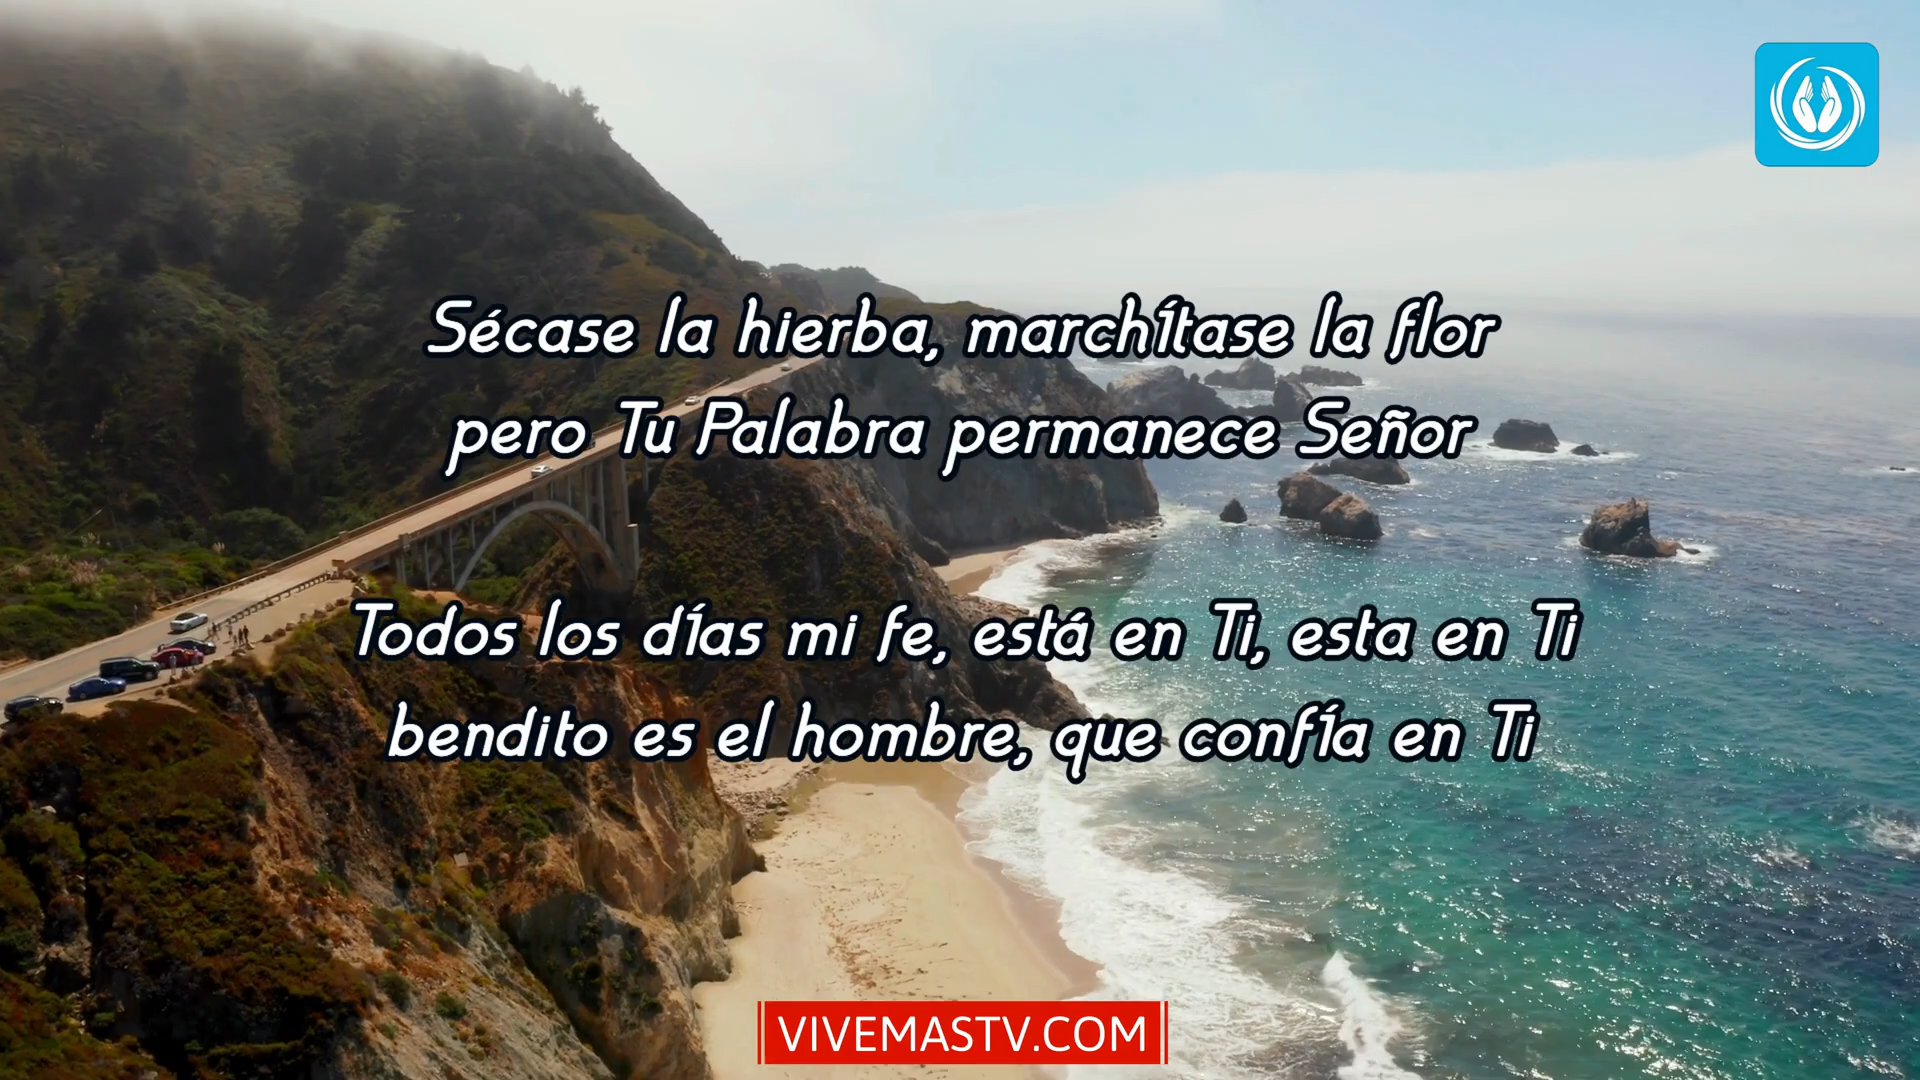 Sécase la hierba, marchítase la flor
pero Tu Palabra permanece Señor
Todos los días mi fe, está en Ti, esta en Ti
bendito es el hombre, que confía en Ti
VIVEMASTV.COM